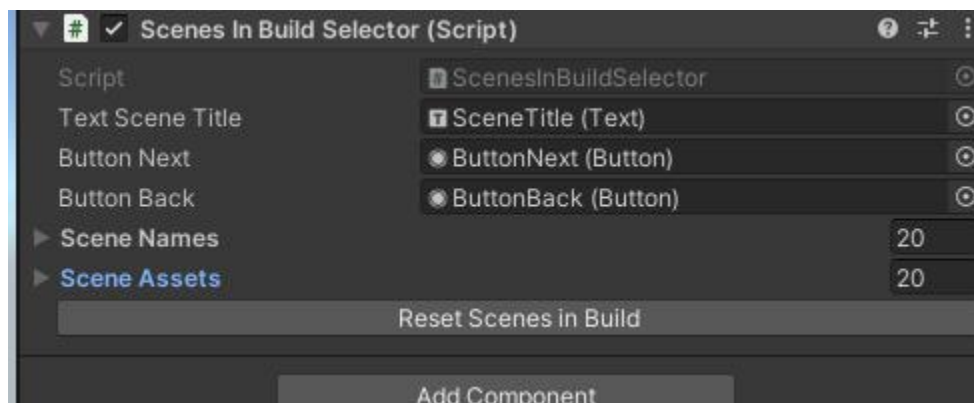 Scenes In Build Selector (Script)
Script ScenesInBuildSelector
Text Scene Title SceneTitle (Text)
Button Next ButtonNext (Button)
Button Back ButtonBack (Button)
Scene Names 20
Scene Assets 20
Reset Scenes in Build
Add Component